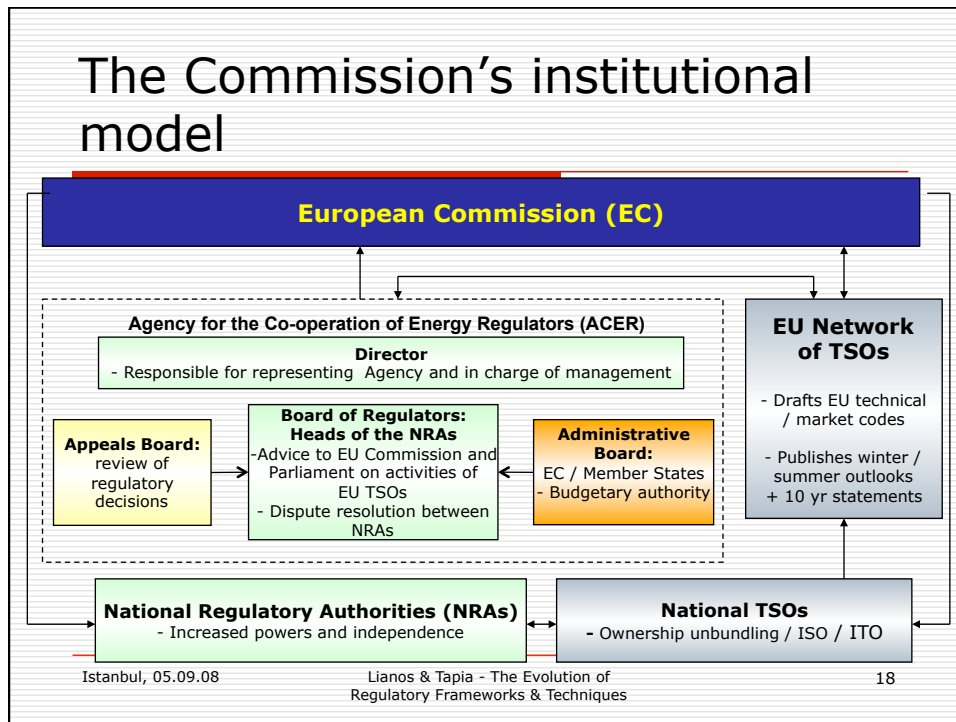 The Commission’s institutional
model
European Commission (EC)
Agency for the Co-operation of Energy Regulators (ACER)
Director
- Responsible for representing Agency and in charge of management
Appeals Board:
review of
regulatory
decisions
Board of Regulators:
Heads of the NRAs
-Advice to EU Commission and
Parliament on activities of
EU TSOs
- Dispute resolution between
NRAs
Administrative
Board:
EC / Member States
- Budgetary authority
EU Network
of TSOs
- Drafts EU technical
/ market codes
- Publishes winter /
summer outlooks
+ 10 yr statements
National Regulatory Authorities (NRAs)
- Increased powers and independence
National TSOs
- Ownership unbundling / ISO / ITO
Istanbul, 05.09.08
Lianos & Tapia - The Evolution of
Regulatory Frameworks & Techniques
18